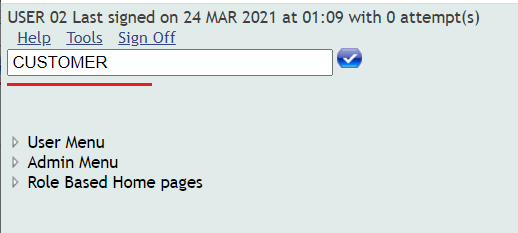 USER 02 Last signed on 24 MAR 2021 at 01:09 with 0 attempt(s)
Help Tools Sign Off
CUSTOMER
User Menu
Admin Menu
Role Based Home pages